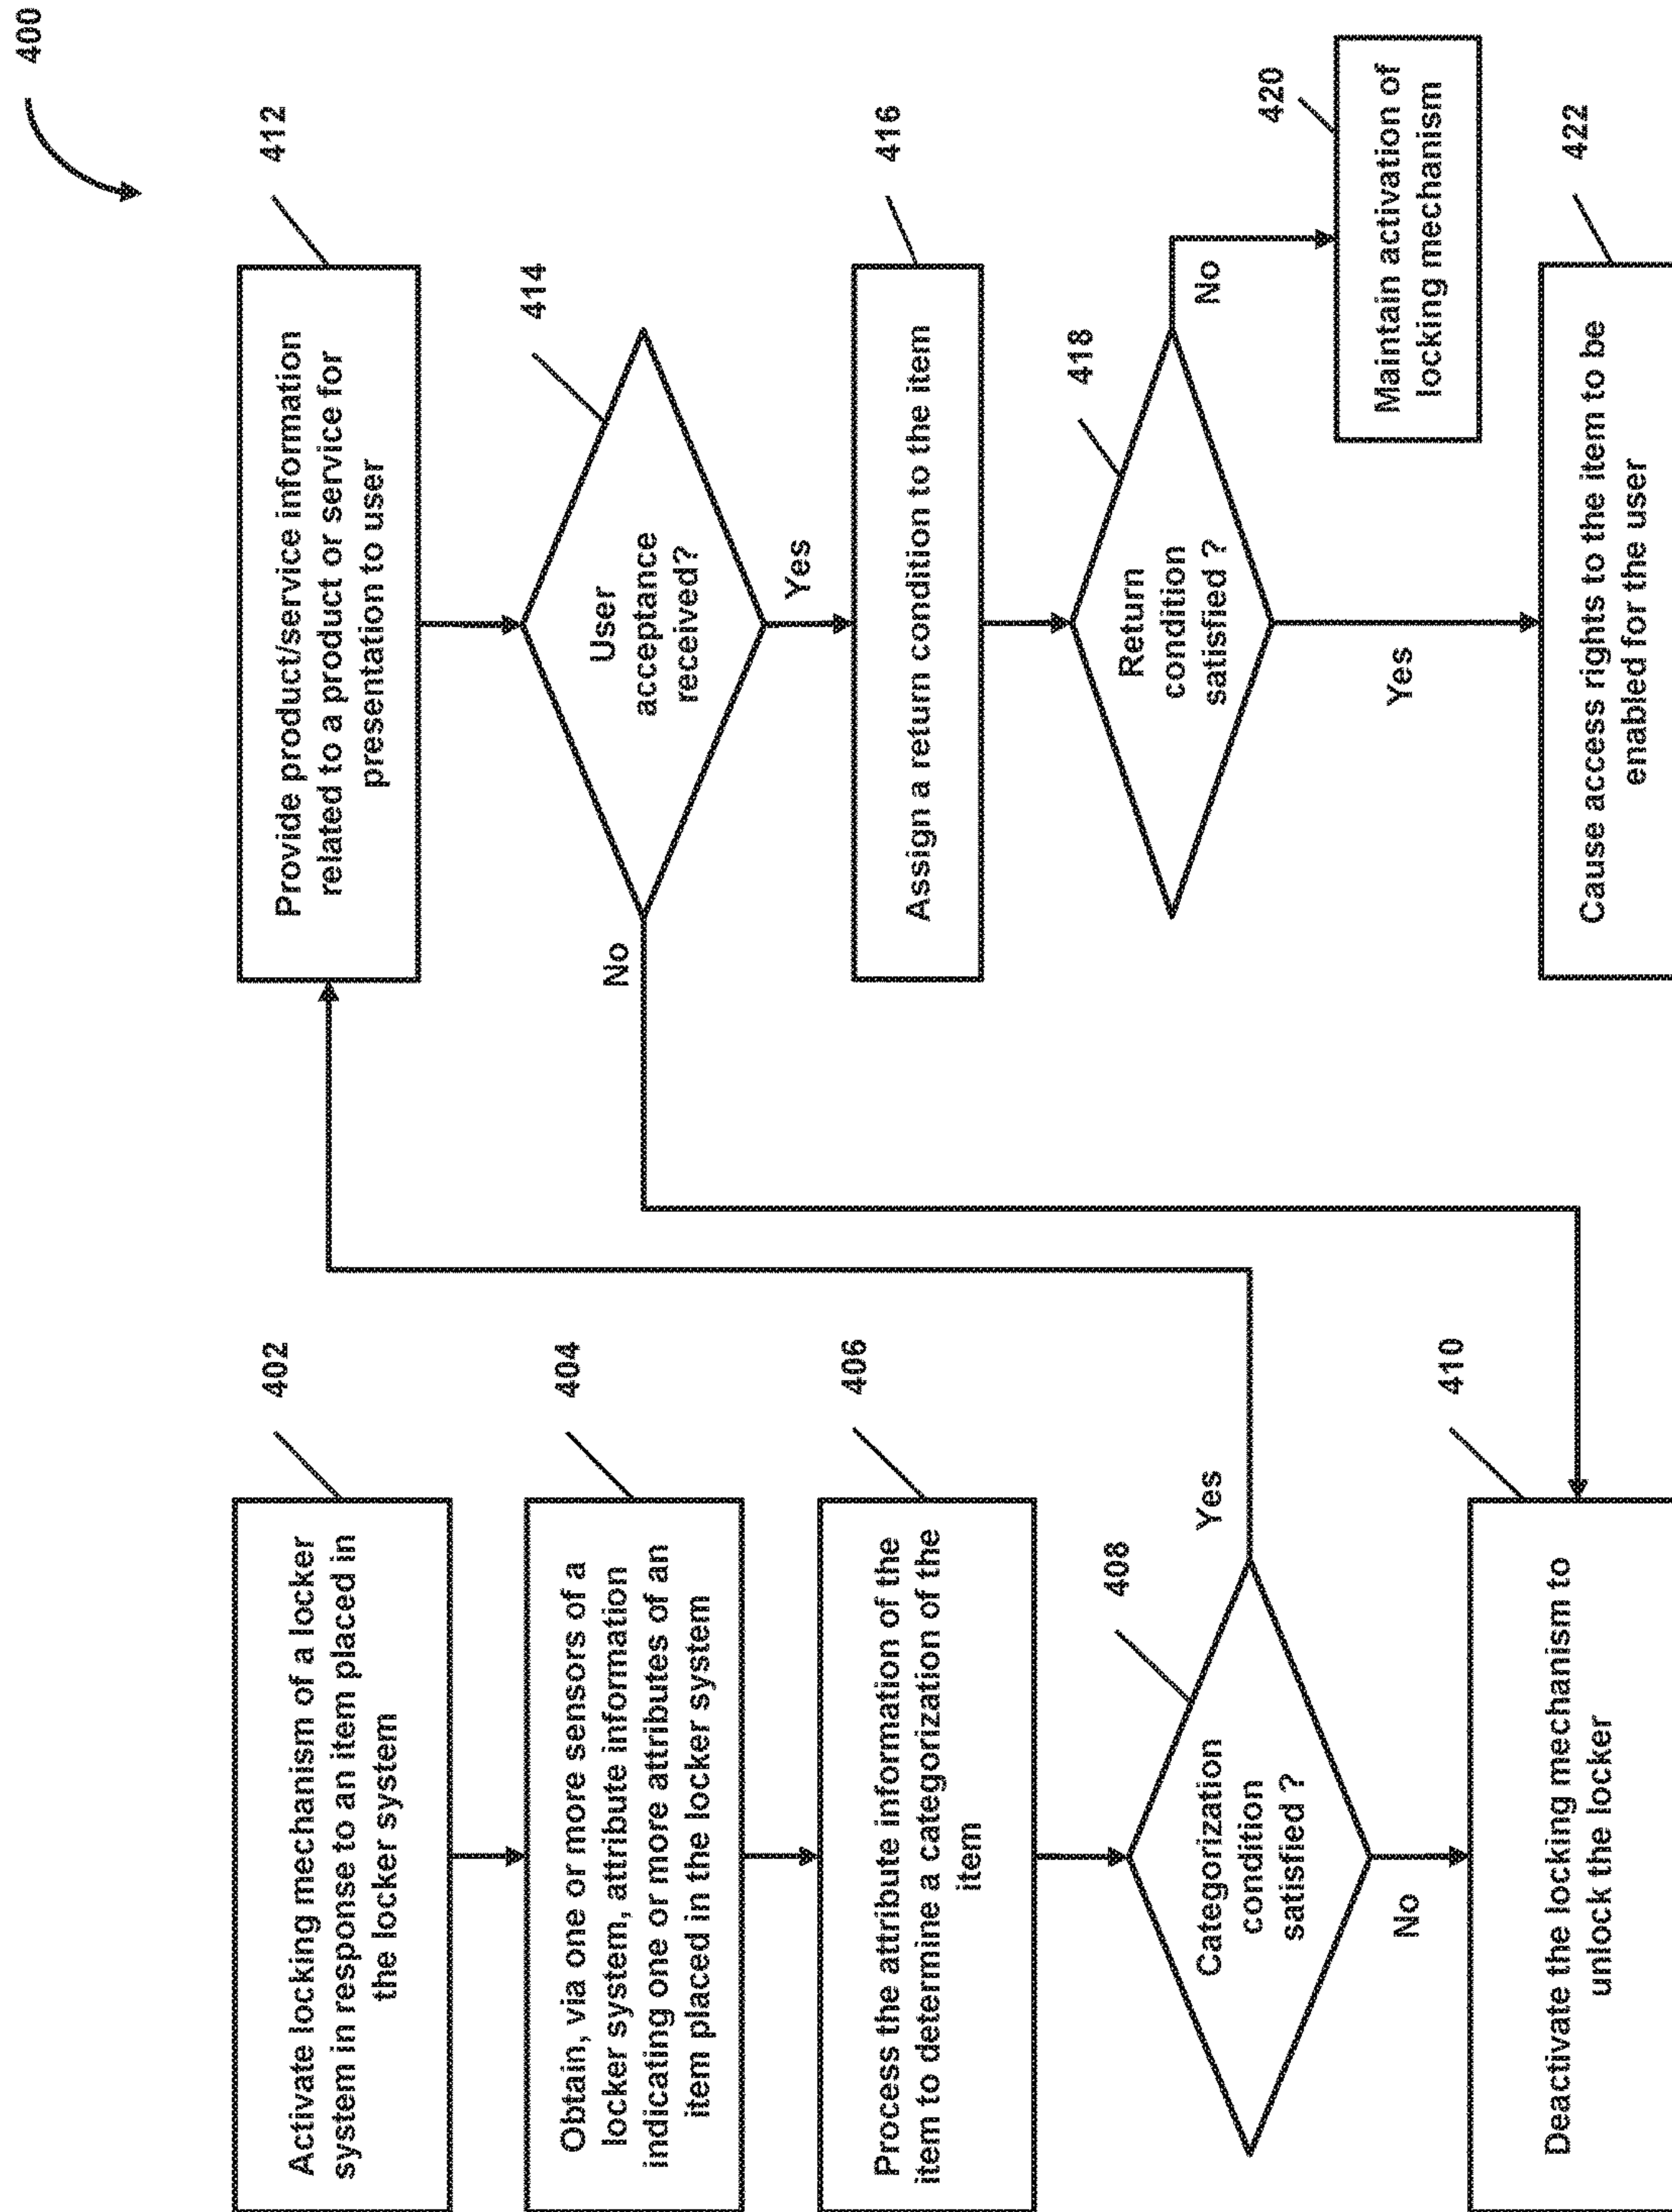 400
402
Activate locking mechanism of a locker
system in response to an item placed in
the locker system
404
Obtain, via one or more sensors of a
locker system, attribute information
indicating one or more attributes of an
item placed in the locker system
406
Process the attribute information of the
item to determine a categorization of the
item
408
Categorization
condition
satisfied ?
Yes
No
410
Deactivate the locking mechanism to
unlock the locker
412
Provide product/service information
related to a product or service for
presentation to user
414
User
acceptance
received?
No
Yes
416
Assign a return condition to the item
418
Return
condition
satisfied ?
No
Yes
420
Maintain activation of
locking mechanism
422
Cause access rights to the item to be
enabled for the user